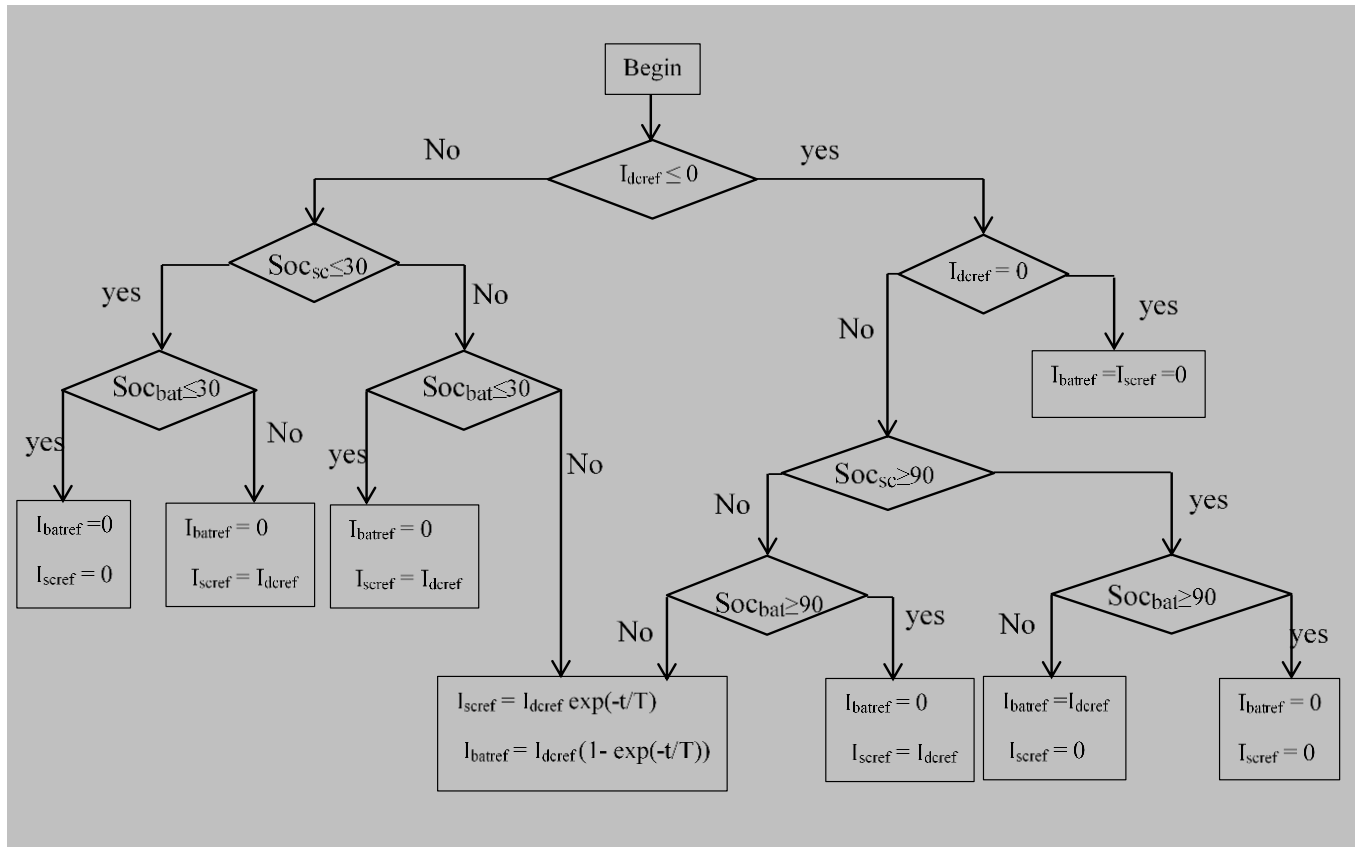 Begin
No
yes
Idcref ≤ 0
Socsc≤30
Idcref = 0
yes
No
No
yes
Socbat≤30
Socbat≤30
Ibatref =Iscref=0
yes
No
yes
No
Socsc≥90
No
yes
Ibatref =0
Iscref = 0
Ibatref = 0
Iscref = Idcref
Ibatref = 0
Iscref = Idcref
Socbat≥90
Socbat≥90
No
yes
No
yes
Iscref = Idcref exp(-t/T)
Ibatref = Idcref (1- exp(-t/T))
Ibatref = 0
Iscref = Idcref
Ibatref =Idcref
Iscref = 0
Ibatref = 0
Iscref = 0